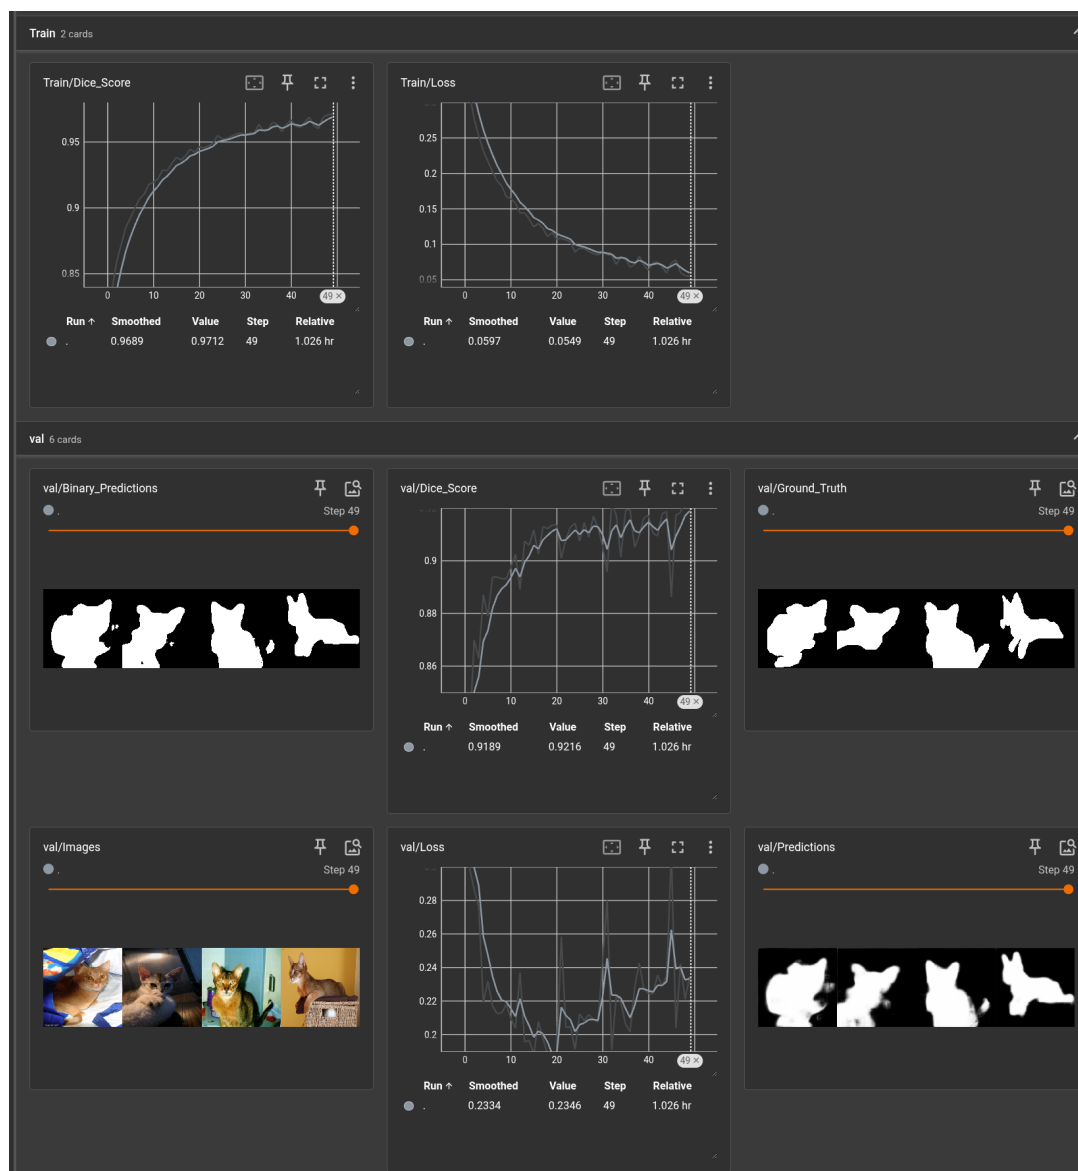 Train 2 cards
Train/Dice_Score
0.95
0.9
0.85
0 10 20 30 40 49 ×
Run ↑ Smoothed Value Step Relative
. 0.9689 0.9712 49 1.026 hr
Train/Loss
0.25
0.2
0.15
0.1
0.05
0 10 20 30 40 49 ×
Run ↑ Smoothed Value Step Relative
. 0.0597 0.0549 49 1.026 hr
val 6 cards
val/Binary_Predictions
. Step 49
val/Dice_Score
0.9
0.88
0.86
0 10 20 30 40 49 ×
Run ↑ Smoothed Value Step Relative
. 0.9189 0.9216 49 1.026 hr
val/Ground_Truth
. Step 49
val/Images
. Step 49
val/Loss
0.28
0.26
0.24
0.22
0.2
0 10 20 30 40 49 ×
Run ↑ Smoothed Value Step Relative
. 0.2334 0.2346 49 1.026 hr
val/Predictions
. Step 49